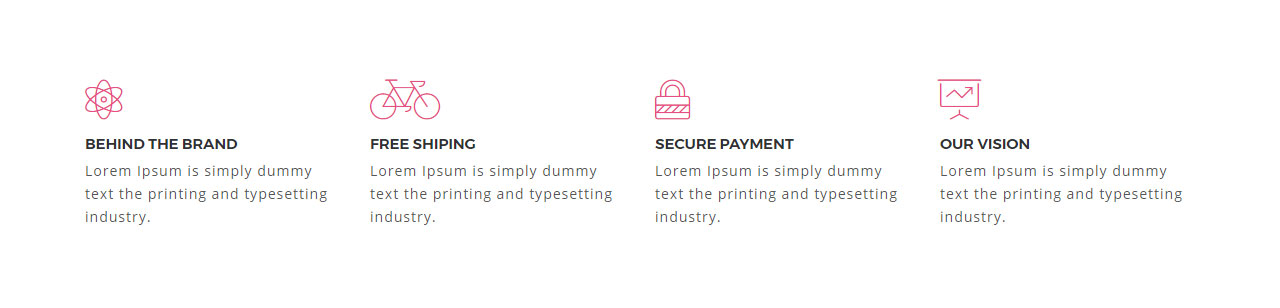 BEHIND THE BRAND
Lorem Ipsum is simply dummy
text the printing and typesetting
industry.
FREE SHIPING
Lorem Ipsum is simply dummy
text the printing and typesetting
industry.
SECURE PAYMENT
Lorem Ipsum is simply dummy
text the printing and typesetting
industry.
OUR VISION
Lorem Ipsum is simply dummy
text the printing and typesetting
industry.